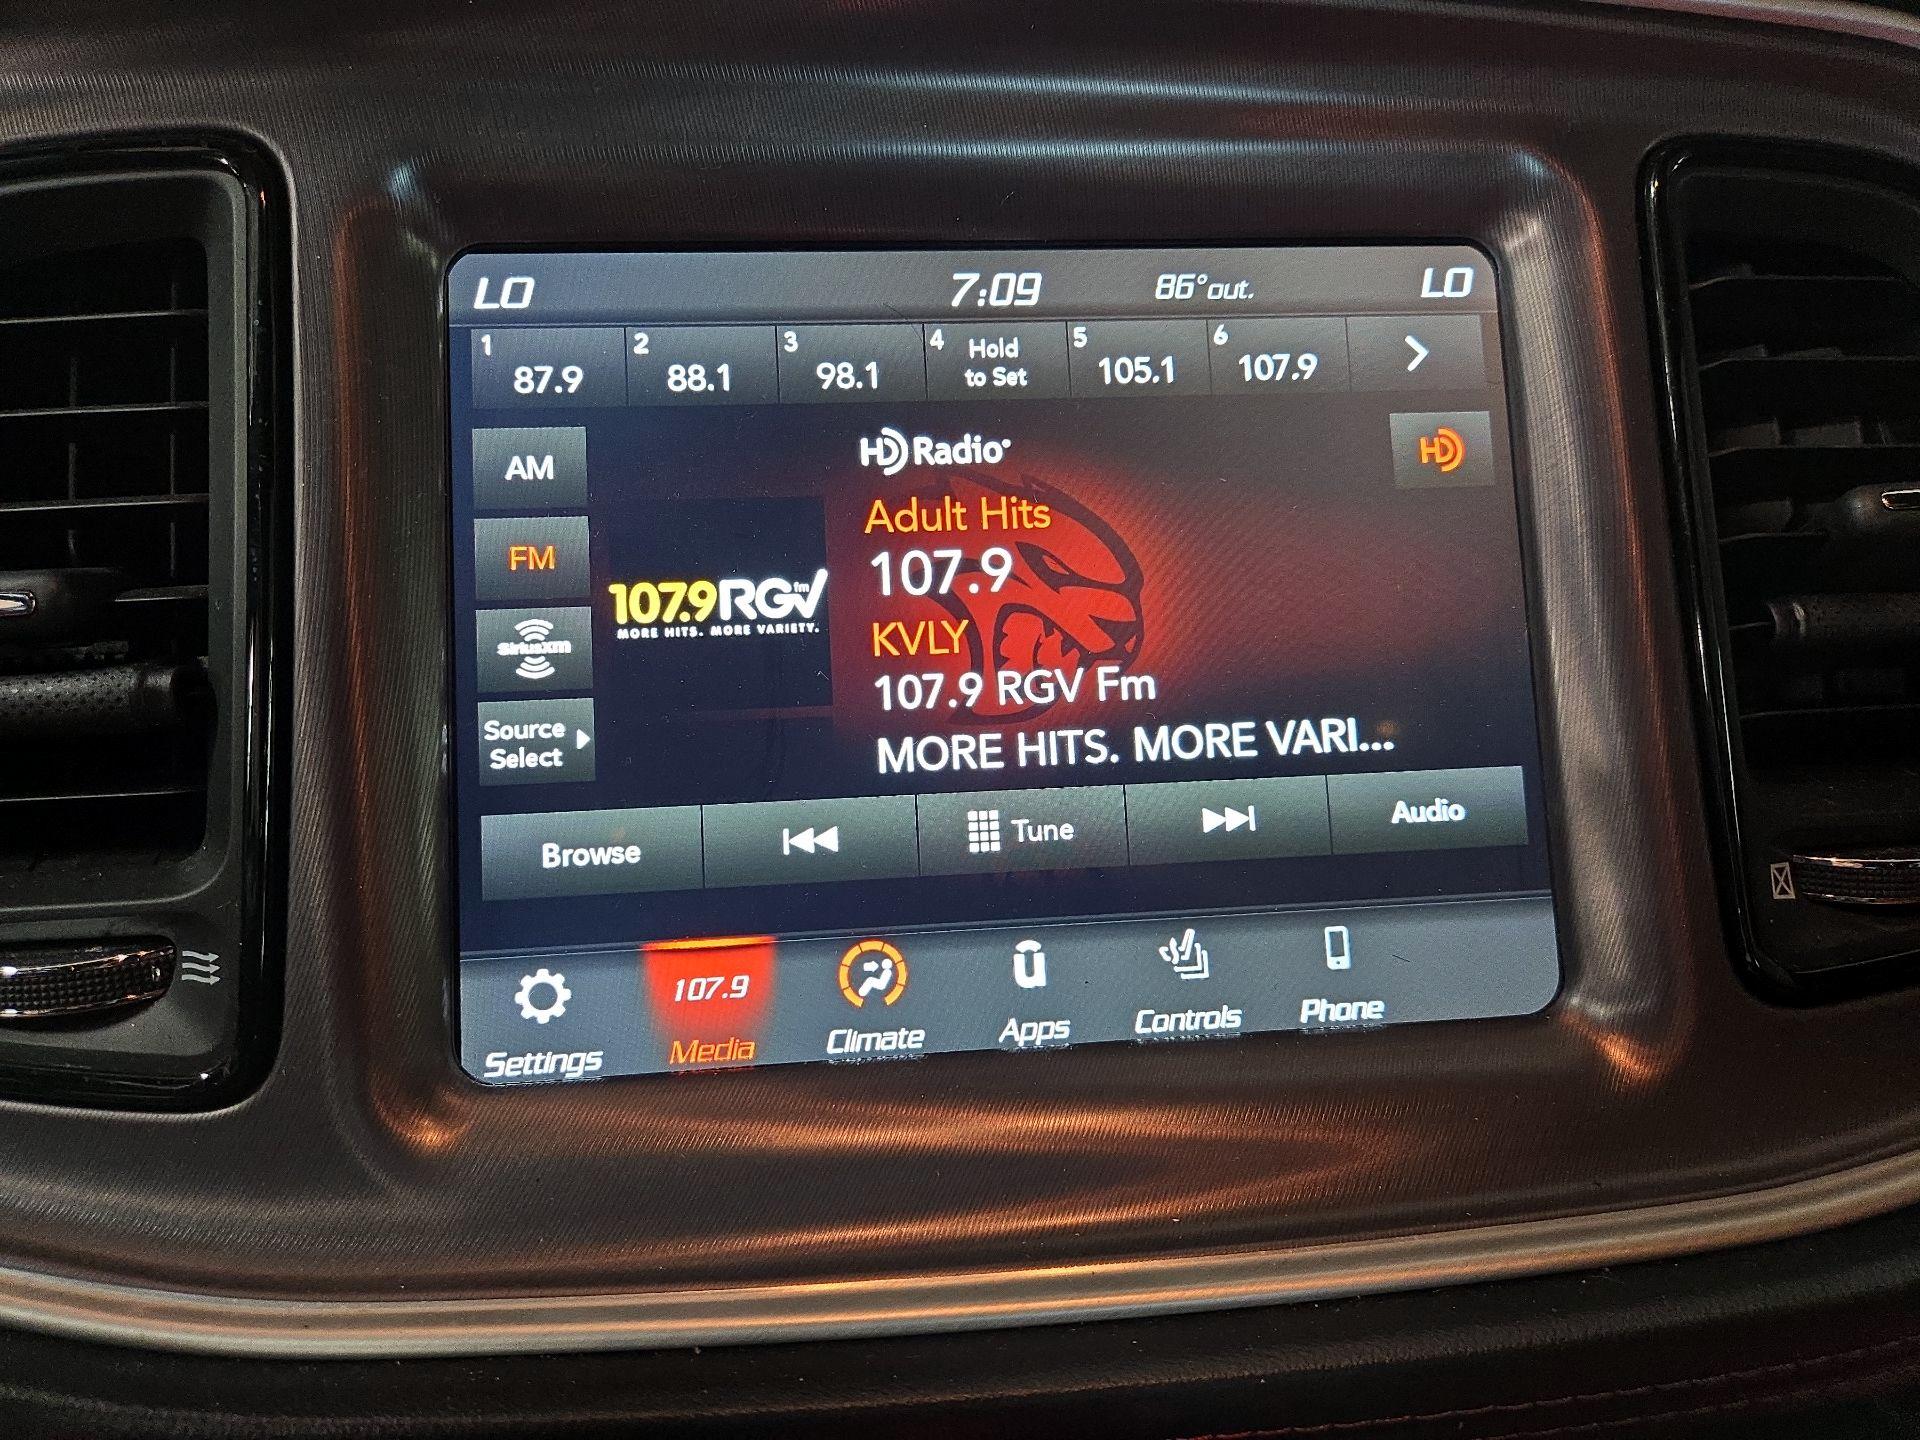 LO 7:09 86°out. LO
1 87.9 2 88.1 3 98.1 4 Hold to Set 5 105.1 6 107.9
HD Radio
HD
AM
FM
SiriusXM
Source
Select
107.9RGV fm
MORE HITS. MORE VARIETY.
Adult Hits
107.9
KVLY
107.9 RGV Fm
MORE HITS. MORE VARI...
Browse Tune Audio
107.9
Settings Media Climate Apps Controls Phone